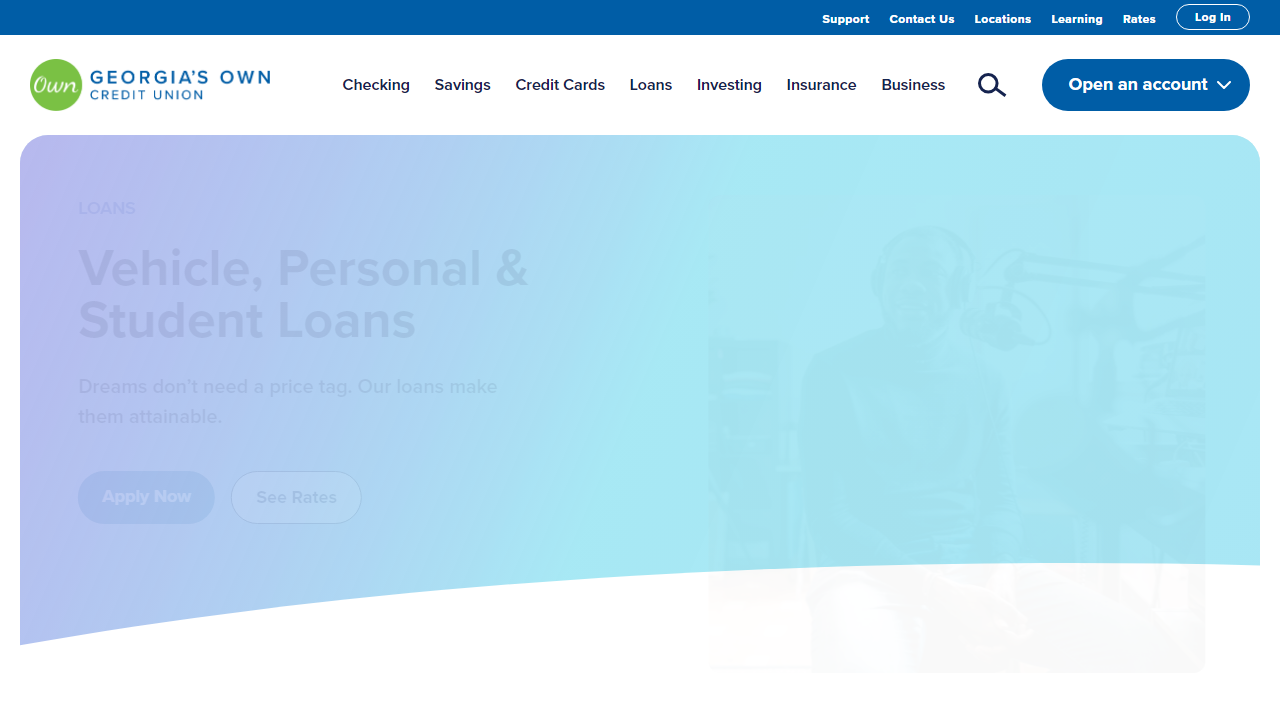 Support Contact Us Locations Learning Rates Log In
Own GEORGIA'S OWN
CREDIT UNION
Checking Savings Credit Cards Loans Investing Insurance Business Open an account
LOANS
Vehicle, Personal &
Student Loans
Dreams don't need a price tag. Our loans make
them attainable.
Apply Now See Rates